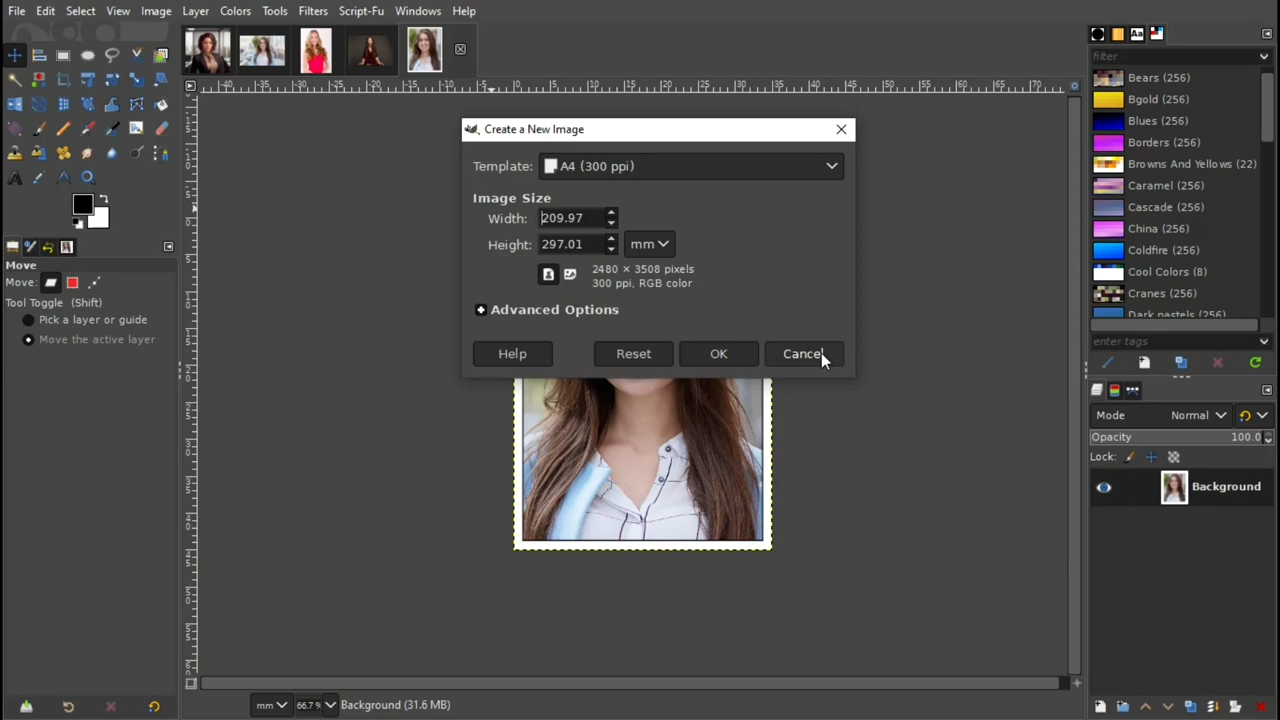 File Edit Select View Image Layer Colors Tools Filters Script-Fu Windows Help
Create a New Image
Template: A4 (300 ppi)
Image Size
Width: 209.97
Height: 297.01 mm
2480 × 3508 pixels
300 ppi, RGB color
Advanced Options
Help Reset OK Cancel
Move
Move:
Tool Toggle (Shift)
Pick a layer or guide
Move the active layer
filter
Bears (256)
Bgold (256)
Blues (256)
Borders (256)
Browns And Yellows (22)
Caramel (256)
Cascade (256)
China (256)
Coldfire (256)
Cool Colors (8)
Cranes (256)
Dark pastels (256)
enter tags
Mode Normal
Opacity 100.0
Lock:
Background
mm 66.7 % Background (31.6 MB)